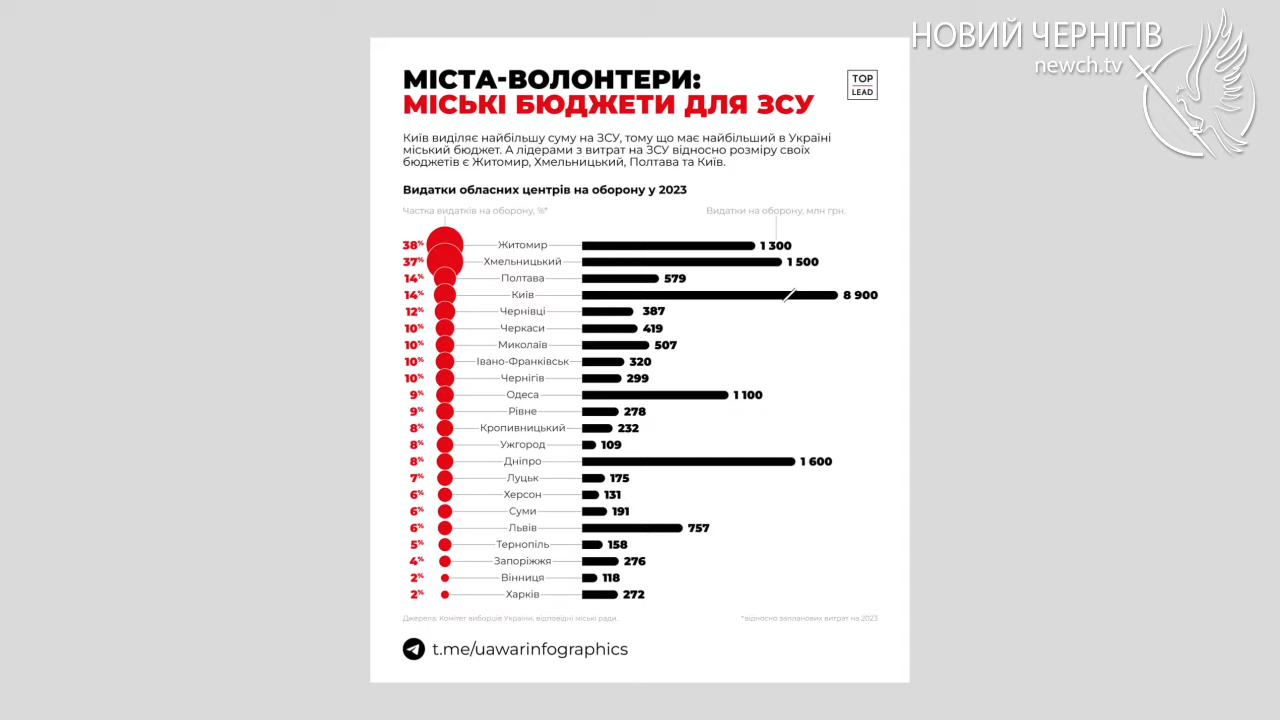 НОВИЙ ЧЕРНІГІВ
newch.tv
МІСТА-ВОЛОНТЕРИ:
МІСЬКІ БЮДЖЕТИ ДЛЯ ЗСУ
TOP
LEAD
Київ виділяє найбільшу суму на ЗСУ, тому що має найбільший в Україні
міський бюджет. А лідерами з витрат на ЗСУ відносно розміру своїх
бюджетів є Житомир, Хмельницький, Полтава та Київ.
Видатки обласних центрів на оборону у 2023
Частка видатків на оборону, %* Видатки на оборону, млн грн.
38% Житомир 1 300
37% Хмельницький 1 500
14% Полтава 579
14% Київ 8 900
12% Чернівці 387
10% Черкаси 419
10% Миколаїв 507
10% Івано-Франківськ 320
10% Чернігів 299
9% Одеса 1 100
9% Рівне 278
8% Кропивницький 232
8% Ужгород 109
8% Дніпро 1 600
7% Луцьк 175
6% Херсон 131
6% Суми 191
6% Львів 757
5% Тернопіль 158
4% Запоріжжя 276
2% Вінниця 118
2% Харків 272
Джерела: Комітет виборців України, відповідні міські ради. *відносно запланових витрат на 2023
t.me/uawarinfographics